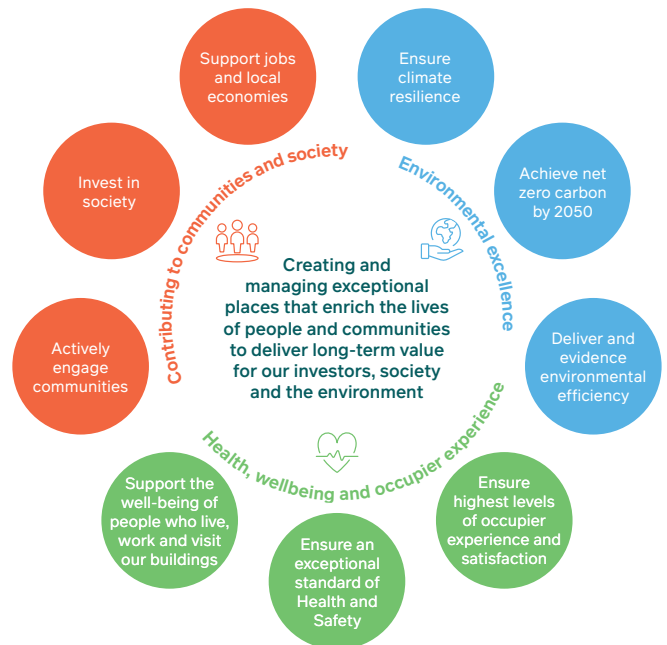 Support jobs
and local
economies
Ensure
climate
resilience
Invest in
society
Achieve net
zero carbon
by 2050
Contributing to communities and society
Environmental excellence
Creating and
managing exceptional
places that enrich the lives
of people and communities
to deliver long-term value
for our investors, society
and the environment
Actively
engage
communities
Deliver and
evidence
environmental
efficiency
Health, wellbeing and occupier experience
Support the
well-being of
people who live,
work and visit
our buildings
Ensure an
exceptional
standard of
Health and
Safety
Ensure
highest levels
of occupier
experience and
satisfaction